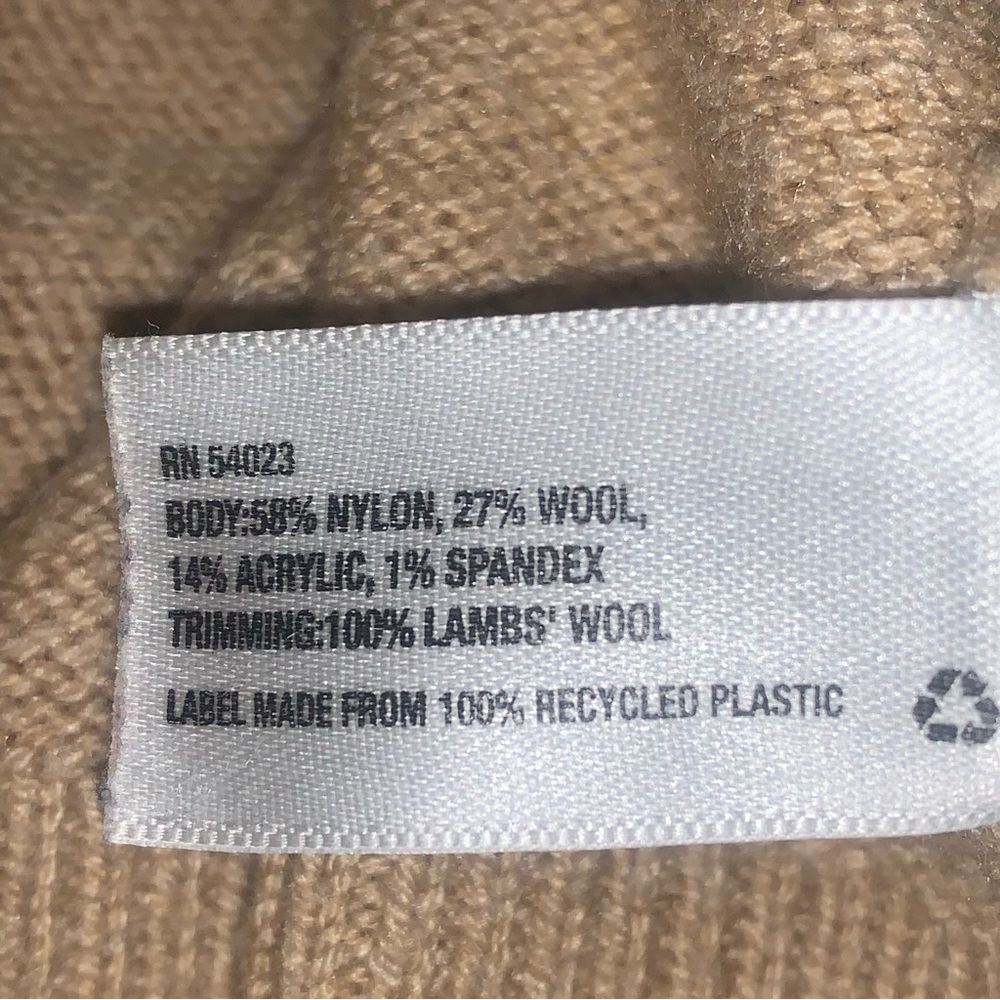 RN 54023
BODY:58% NYLON, 27% WOOL,
14% ACRYLIC, 1% SPANDEX
TRIMMING:100% LAMBS' WOOL
LABEL MADE FROM 100% RECYCLED PLASTIC